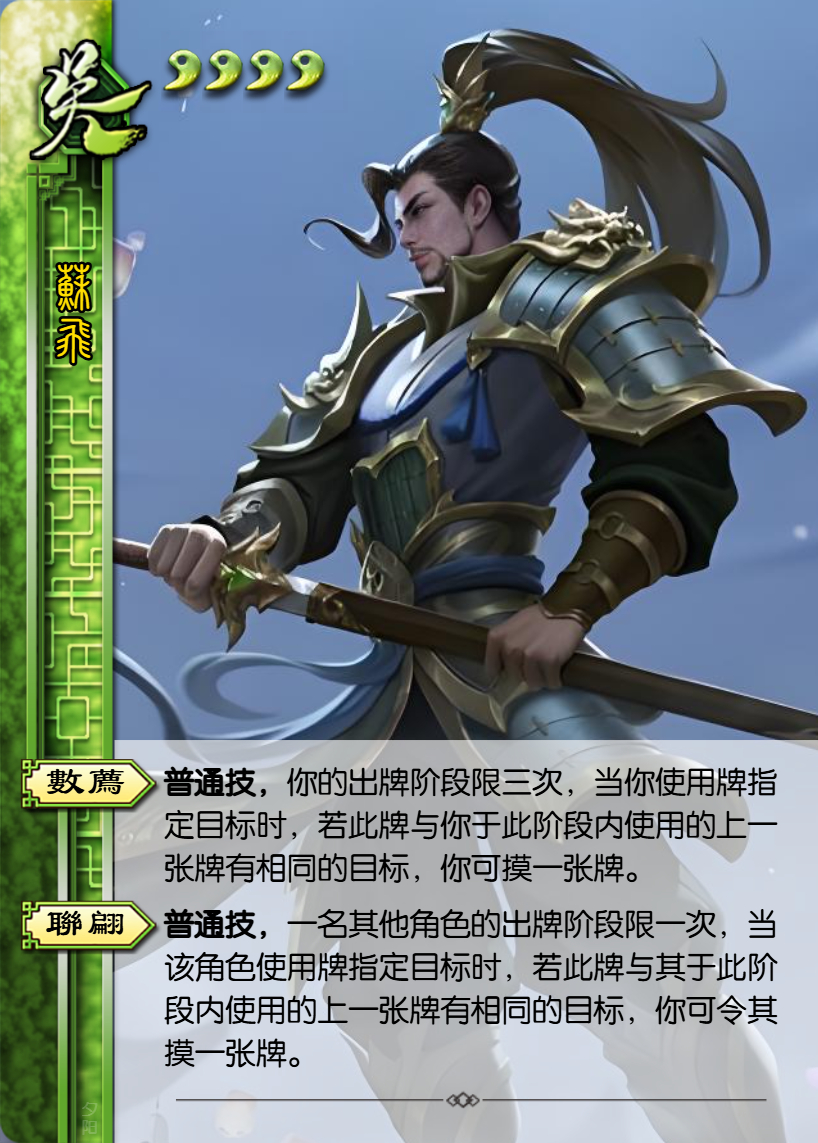 吴
蘇飛
數薦
普通技，你的出牌阶段限三次，当你使用牌指
定目标时，若此牌与你于此阶段内使用的上一
张牌有相同的目标，你可摸一张牌。
聯翩
普通技，一名其他角色的出牌阶段限一次，当
该角色使用牌指定目标时，若此牌与其于此阶
段内使用的上一张牌有相同的目标，你可令其
摸一张牌。
夕阳